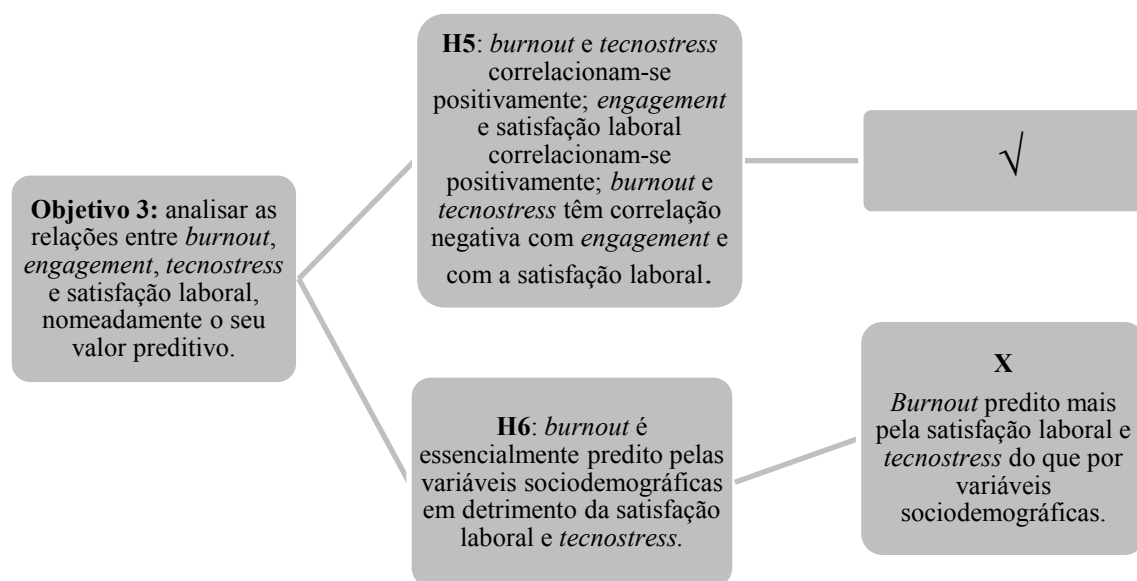 Objetivo 3: analisar as
relações entre burnout,
engagement, tecnostress
e satisfação laboral,
nomeadamente o seu
valor preditivo.
H5: burnout e tecnostress
correlacionam-se
positivamente; engagement
e satisfação laboral
correlacionam-se
positivamente; burnout e
tecnostress têm correlação
negativa com engagement e
com a satisfação laboral.
√
H6: burnout é
essencialmente predito pelas
variáveis sociodemográficas
em detrimento da satisfação
laboral e tecnostress.
X
Burnout predito mais
pela satisfação laboral e
tecnostress do que por
variáveis
sociodemográficas.